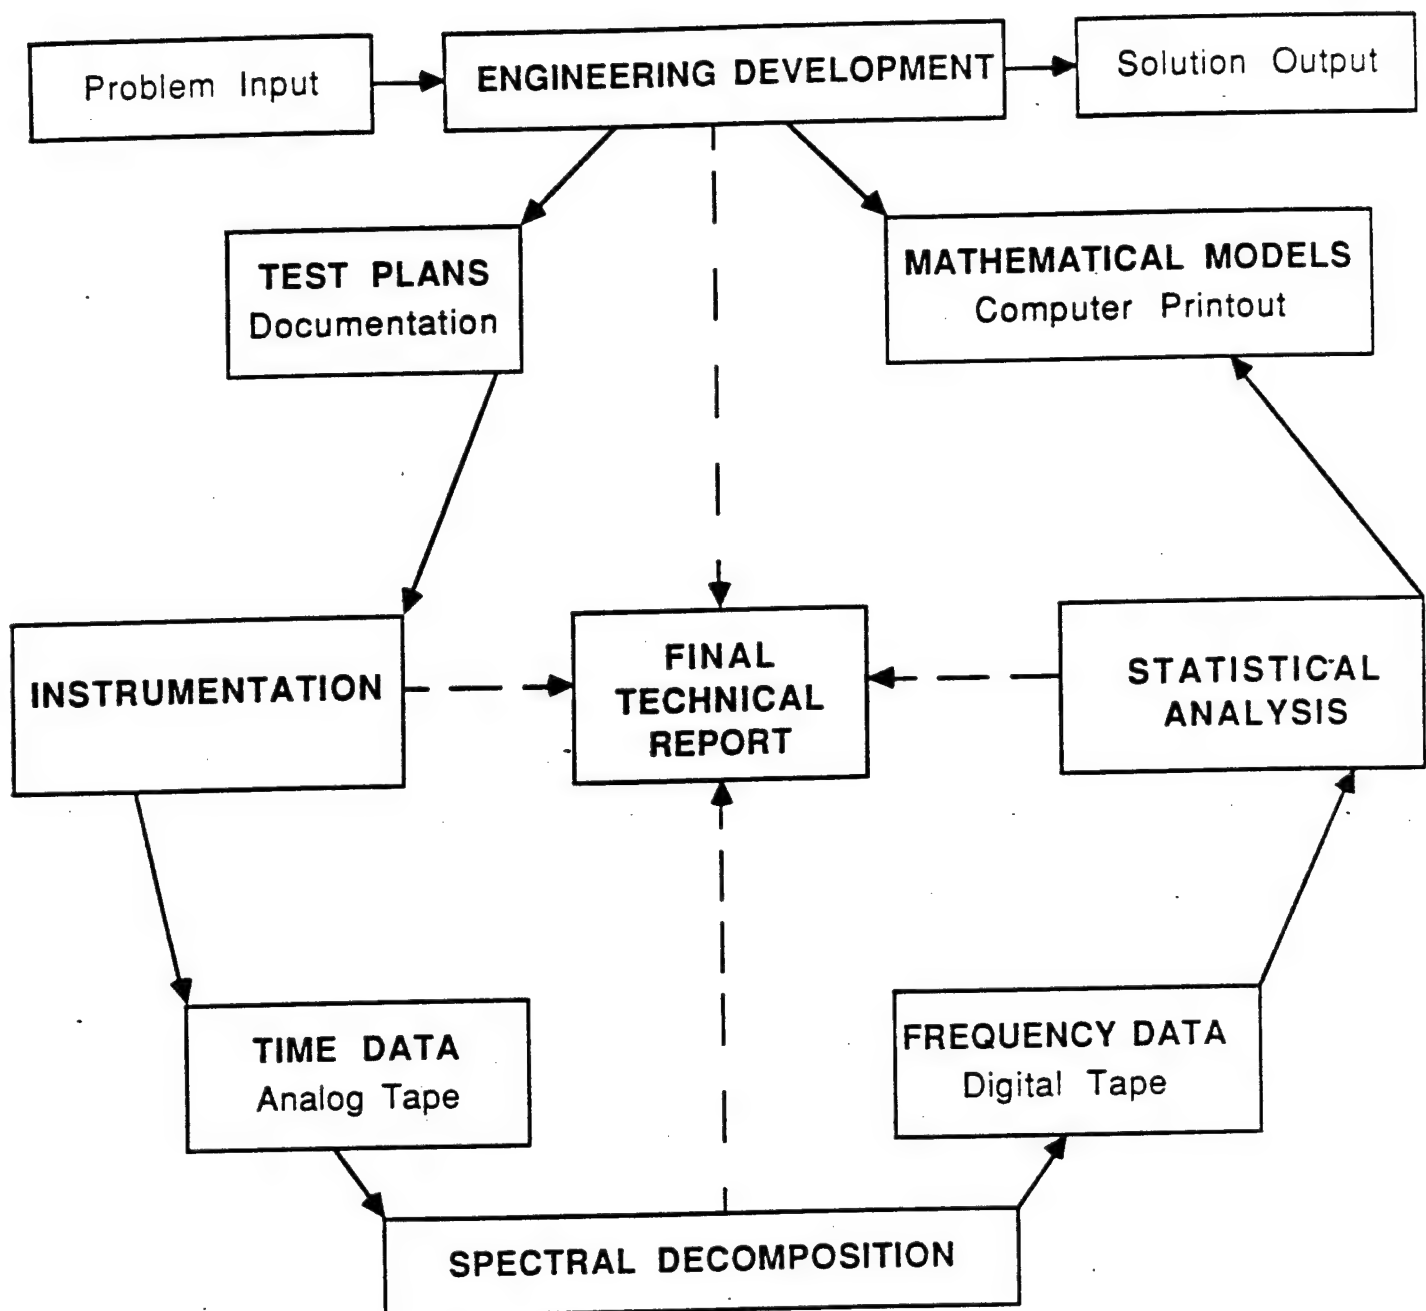 Problem Input
ENGINEERING DEVELOPMENT
Solution Output
TEST PLANS
Documentation
MATHEMATICAL MODELS
Computer Printout
INSTRUMENTATION
FINAL
TECHNICAL
REPORT
STATISTICAL
ANALYSIS
TIME DATA
Analog Tape
FREQUENCY DATA
Digital Tape
SPECTRAL DECOMPOSITION